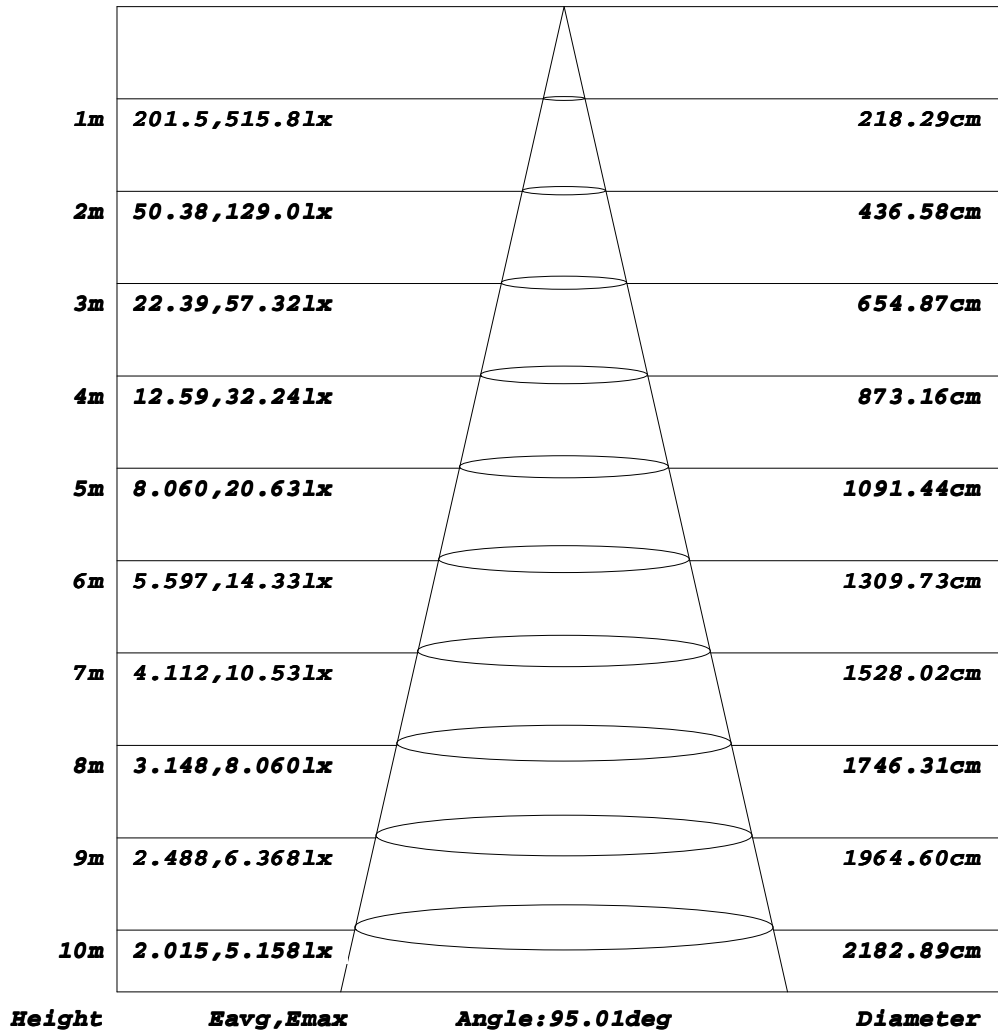 1m 201.5,515.8lx 218.29cm
2m 50.38,129.0lx 436.58cm
3m 22.39,57.32lx 654.87cm
4m 12.59,32.24lx 873.16cm
5m 8.060,20.63lx 1091.44cm
6m 5.597,14.33lx 1309.73cm
7m 4.112,10.53lx 1528.02cm
8m 3.148,8.060lx 1746.31cm
9m 2.488,6.368lx 1964.60cm
10m 2.015,5.158lx 2182.89cm
Height Eavg,Emax Angle:95.01deg Diameter